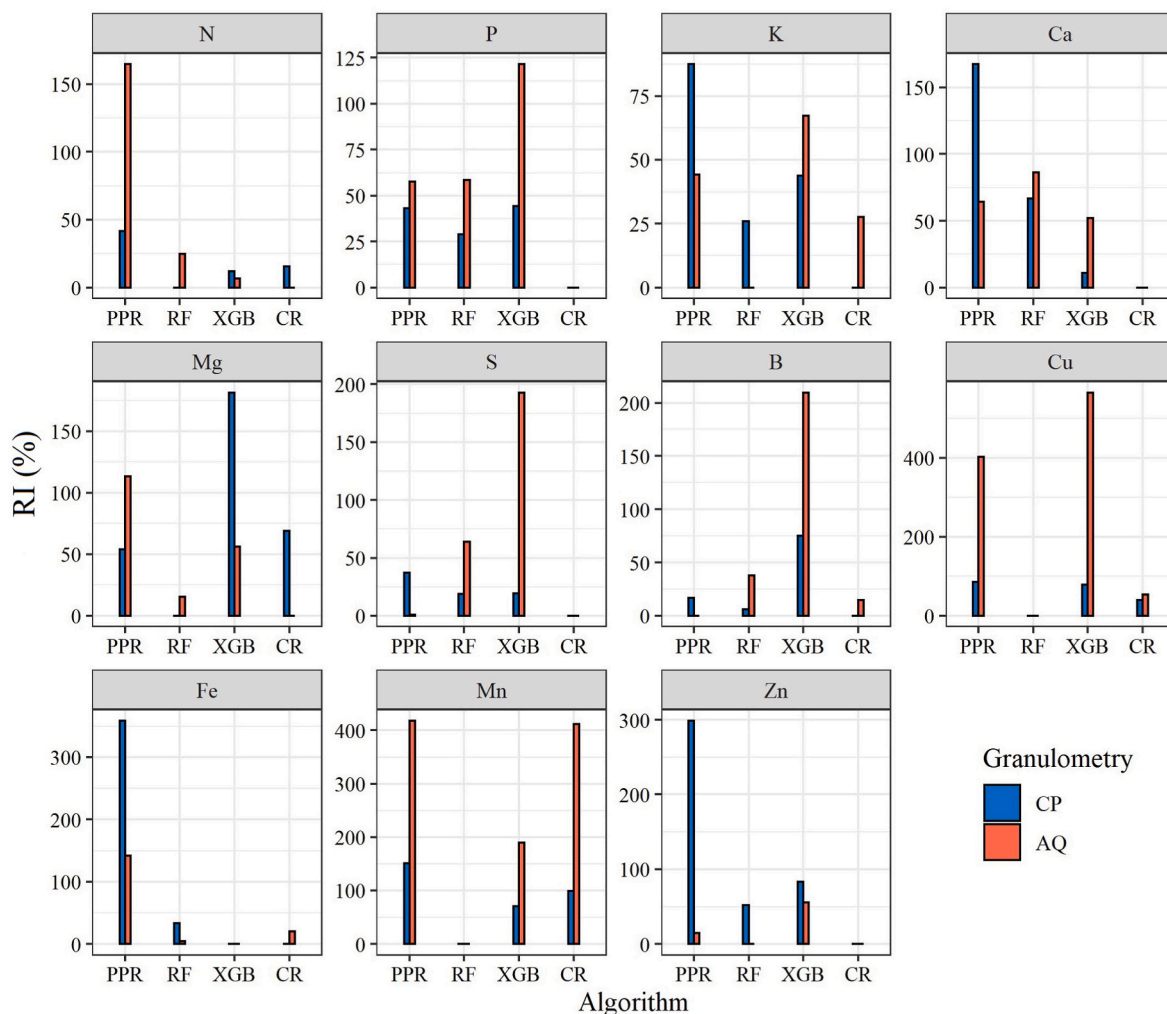 N
P
K
Ca
150
100
50
0
125
100
75
50
25
0
75
50
25
0
150
100
50
0
PPR RF XGB CR
PPR RF XGB CR
PPR RF XGB CR
PPR RF XGB CR
Mg
S
B
Cu
RI (%)
150
100
50
0
200
150
100
50
0
200
150
100
50
0
400
200
0
PPR RF XGB CR
PPR RF XGB CR
PPR RF XGB CR
PPR RF XGB CR
Fe
Mn
Zn
300
200
100
0
400
300
200
100
0
300
200
100
0
PPR RF XGB CR
PPR RF XGB CR
PPR RF XGB CR
Granulometry
CP
AQ
Algorithm